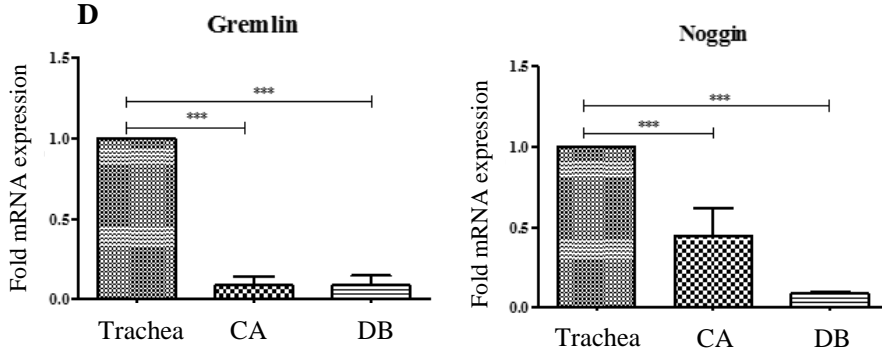 D
Gremlin
Fold mRNA expression
1.5
1.0
0.5
0.0
***
***
Trachea CA DB
Noggin
Fold mRNA expression
1.5
1.0
0.5
0.0
***
***
Trachea CA DB